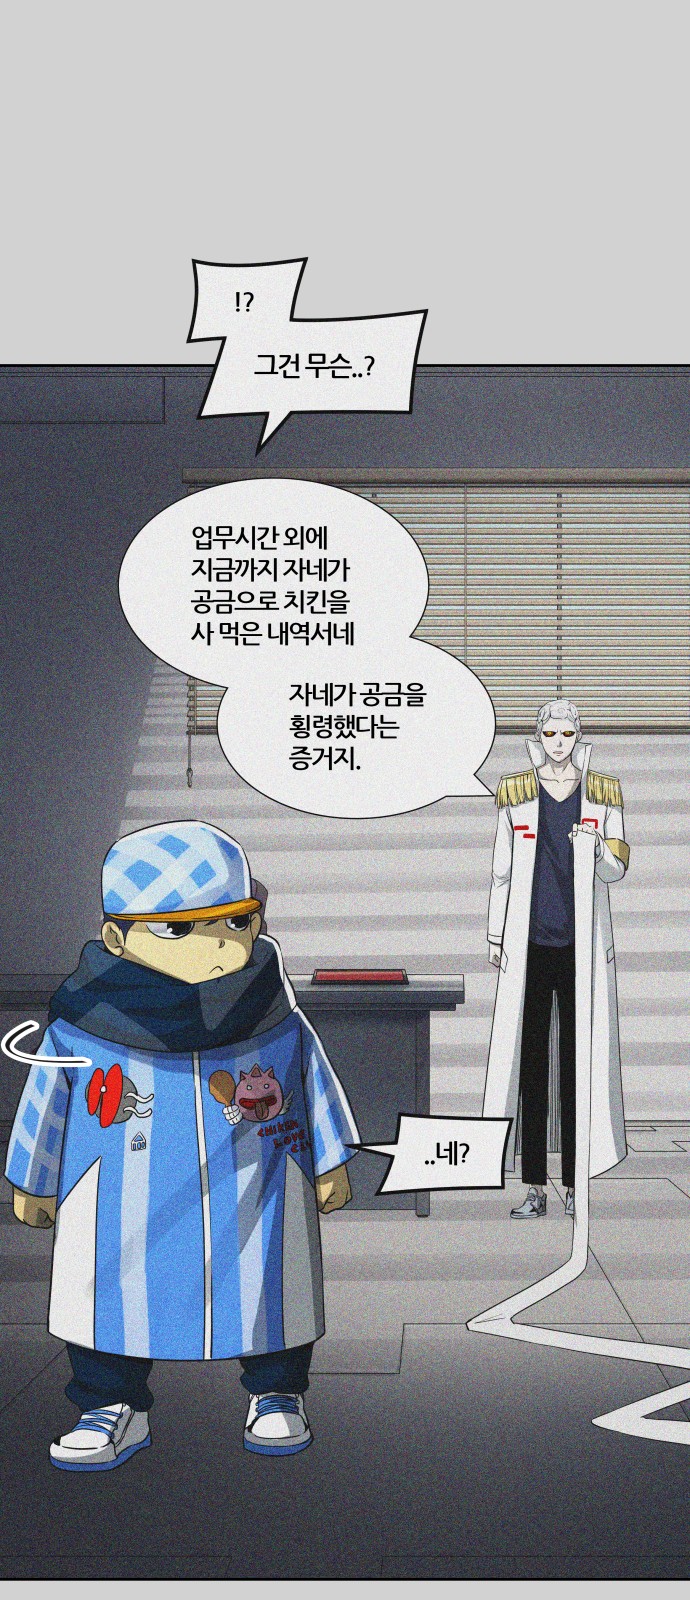 !?
그건 무슨..?
업무시간 외에
지금까지 자네가
공금으로 치킨을
사 먹은 내역서네
자네가 공금을
횡령했다는
증거지.
CHIKEN
LOVE
..네?